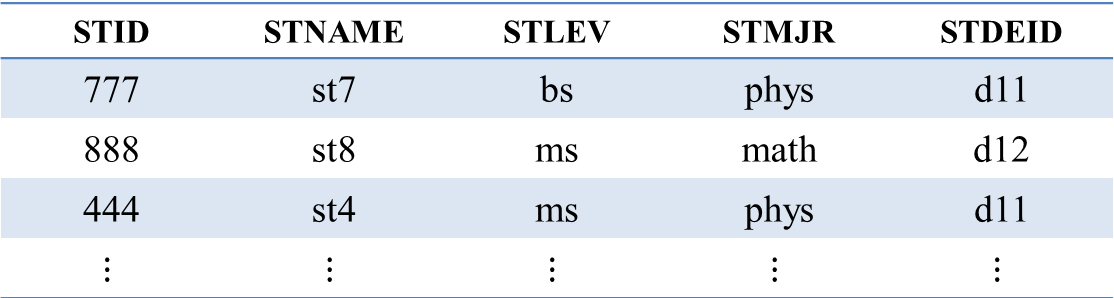 STID STNAME STLEV STMJR STDEID
777 st7 bs phys d11
888 st8 ms math d12
444 st4 ms phys d11
⋮ ⋮ ⋮ ⋮ ⋮